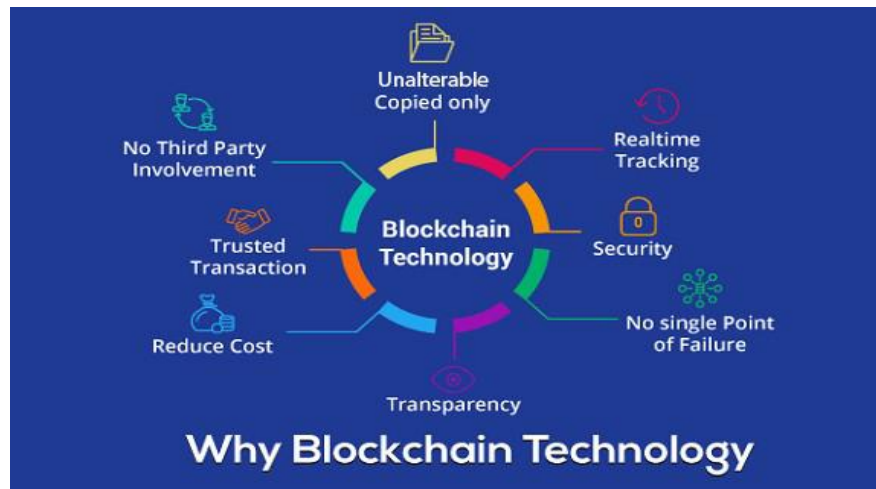 Unalterable
Copied only
Realtime
Tracking
Security
No single Point
of Failure
Transparency
Reduce Cost
Trusted
Transaction
No Third Party
Involvement
Blockchain
Technology
0
Why Blockchain Technology